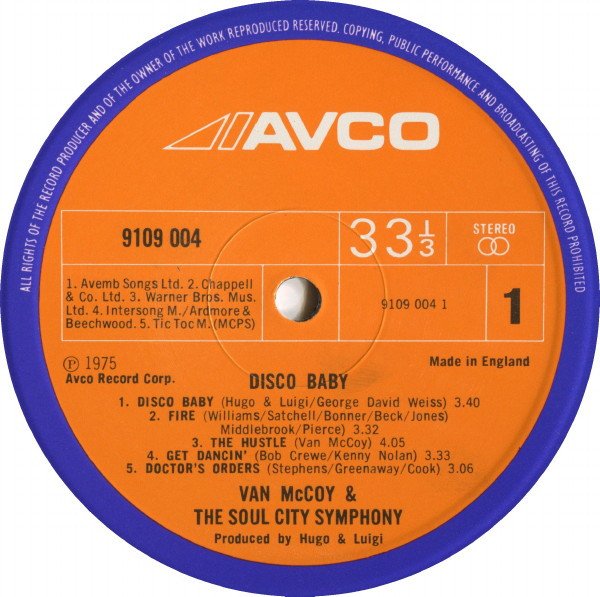 ALL RIGHTS OF THE RECORD PRODUCER AND OF THE OWNER OF THE WORK REPRODUCED RESERVED. COPYING, PUBLIC PERFORMANCE AND BROADCASTING OF THIS RECORD PROHIBITED
AVCO
9109 004
33 1/3
STEREO
1. Avemb Songs Ltd. 2. Chappell
& Co. Ltd. 3. Warner Bros. Mus.
Ltd. 4. Intersong M./Ardmore &
Beechwood. 5. Tic Toc M. (MCPS)
9109 004 1
1
℗ 1975
Avco Record Corp.
Made in England
DISCO BABY
1. DISCO BABY (Hugo & Luigi/George David Weiss) 3.40
2. FIRE (Williams/Satchell/Bonner/Beck/Jones)
Middlebrook/Pierce) 3.32
3. THE HUSTLE (Van McCoy) 4.05
4. GET DANCIN' (Bob Crewe/Kenny Nolan) 3.33
5. DOCTOR'S ORDERS (Stephens/Greenaway/Cook) 3.06
VAN McCOY &
THE SOUL CITY SYMPHONY
Produced by Hugo & Luigi